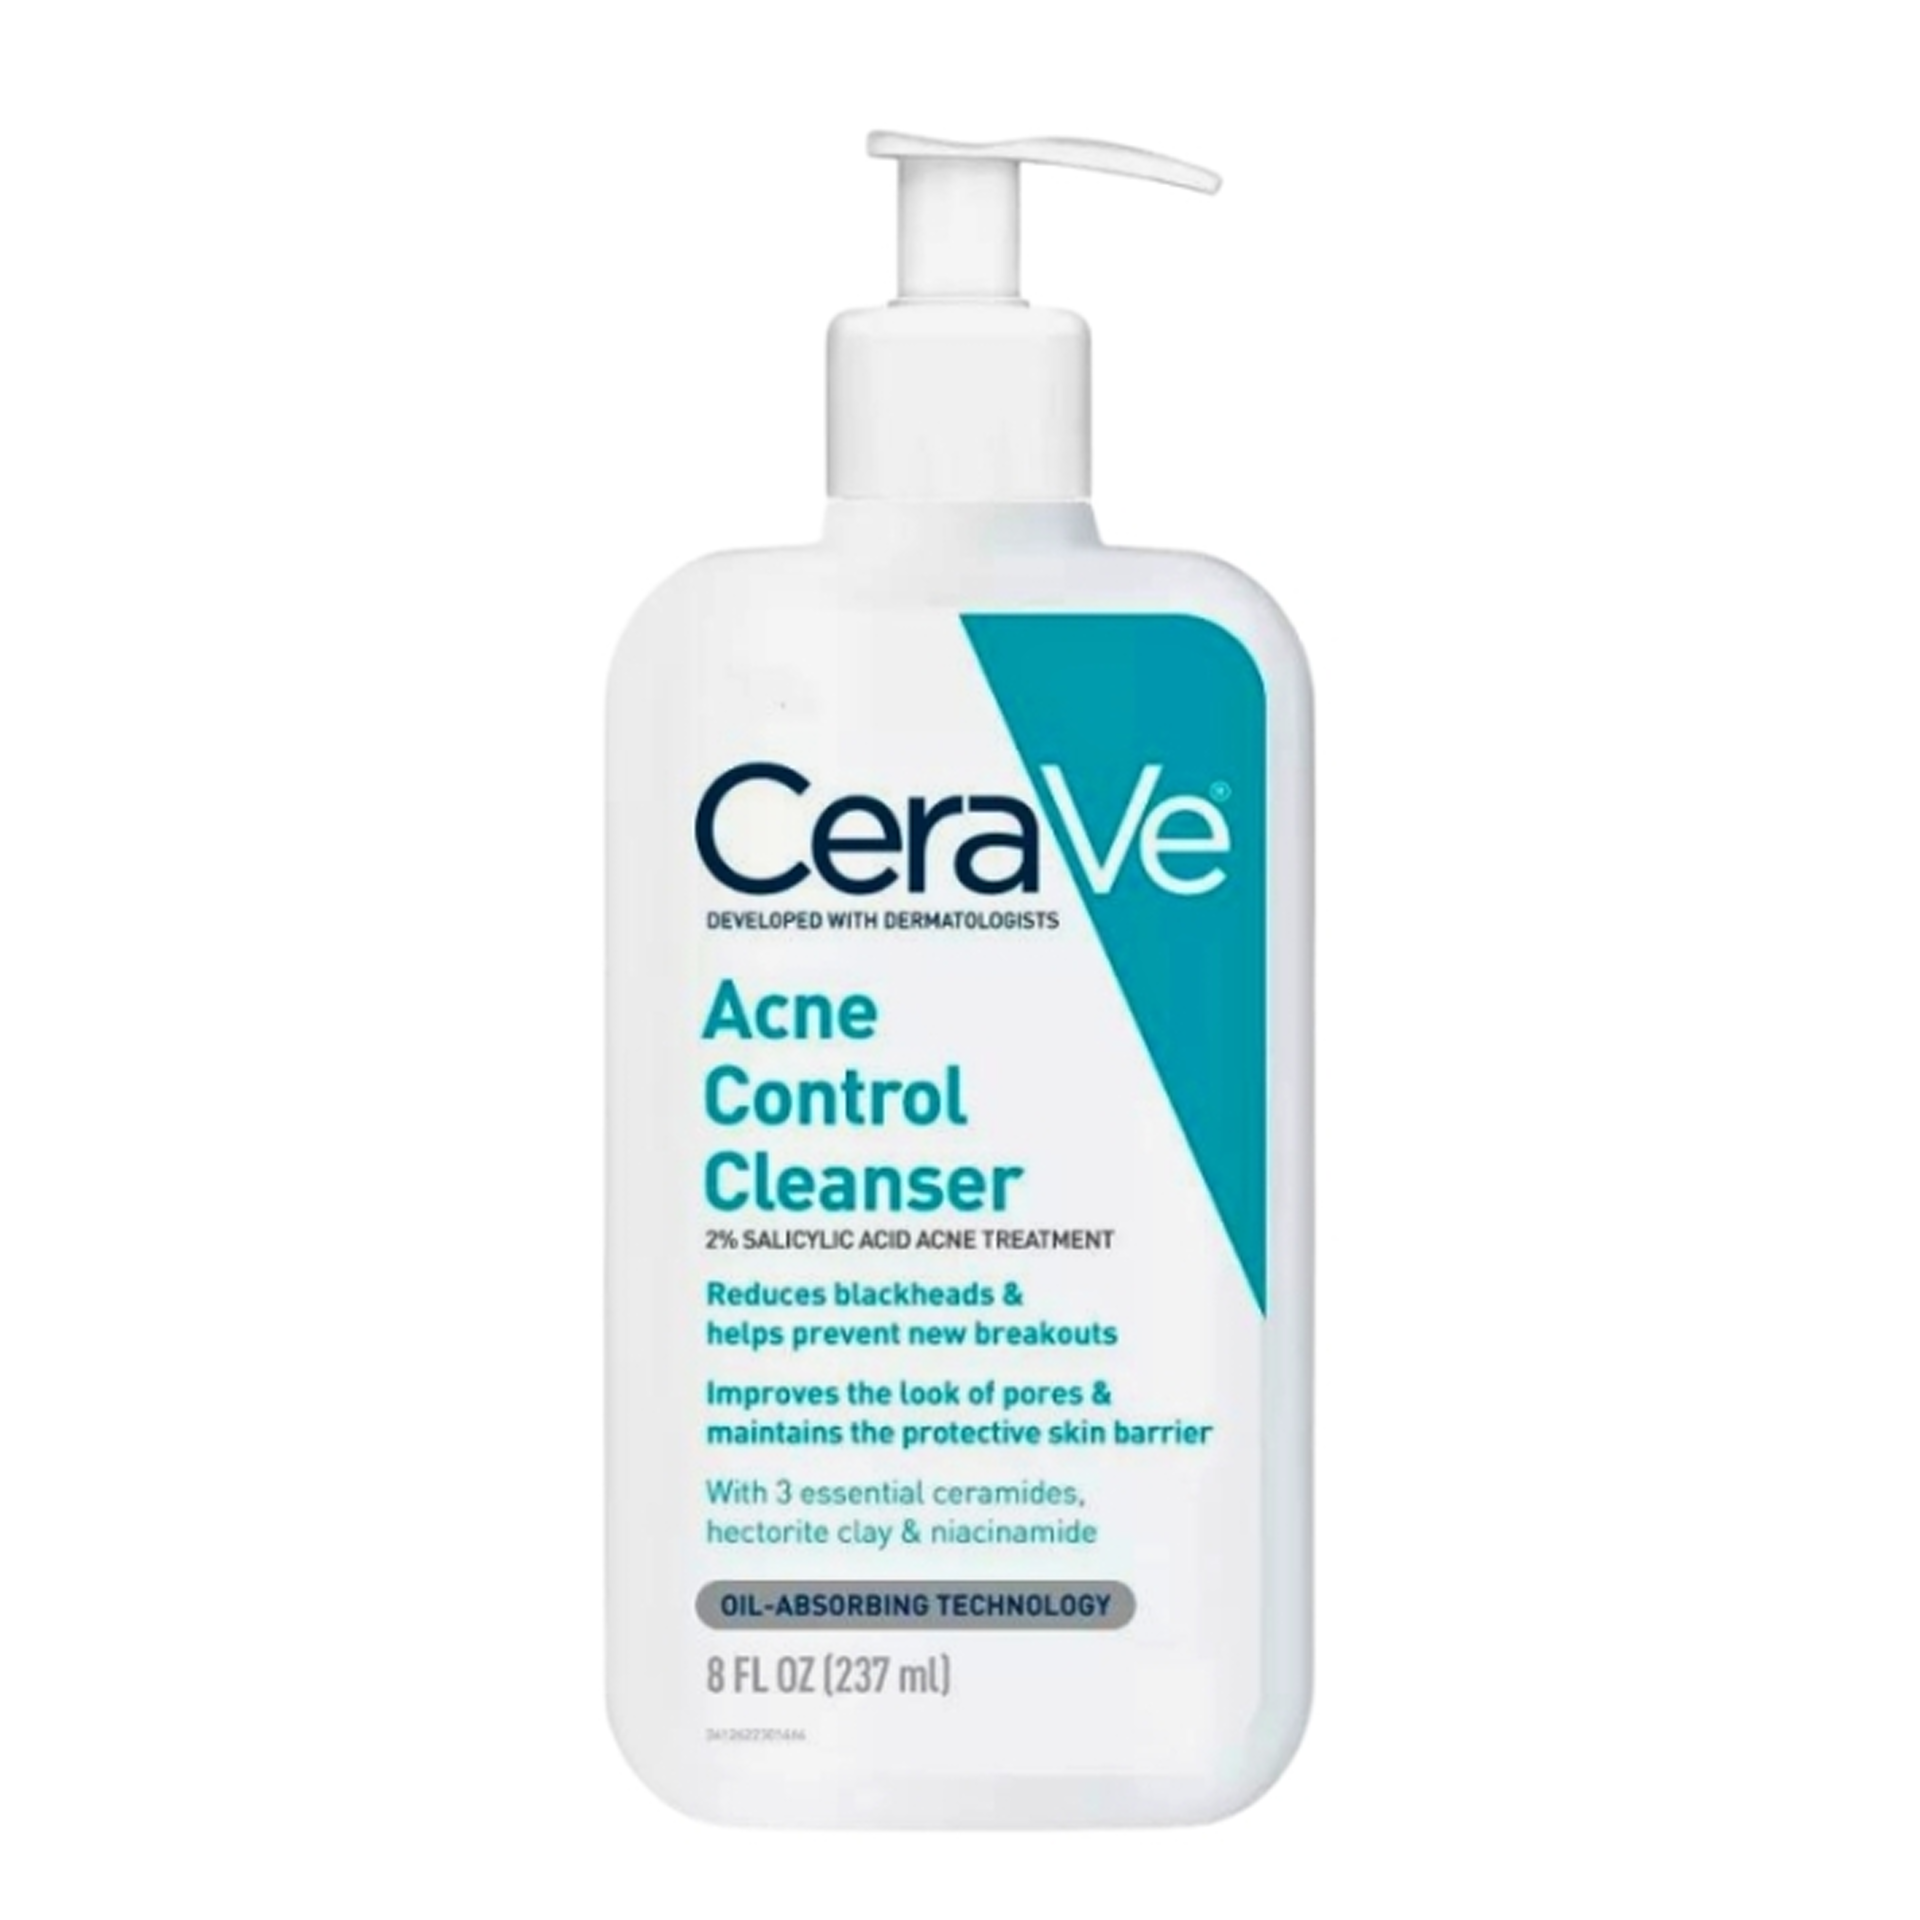 CeraVe®
DEVELOPED WITH DERMATOLOGISTS
Acne
Control
Cleanser
2% SALICYLIC ACID ACNE TREATMENT
Reduces blackheads &
helps prevent new breakouts
Improves the look of pores &
maintains the protective skin barrier
With 3 essential ceramides,
hectorite clay & niacinamide
OIL-ABSORBING TECHNOLOGY
8 FL OZ (237 ml)